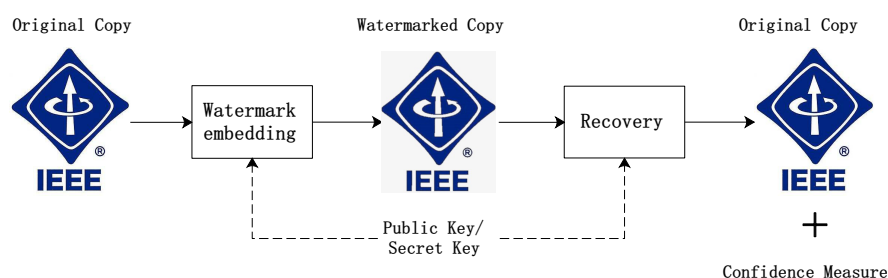 Original Copy
Watermarked Copy
Original Copy
Watermark
embedding
Recovery
®
IEEE
®
IEEE
®
IEEE
Public Key/
Secret Key
+
Confidence Measure